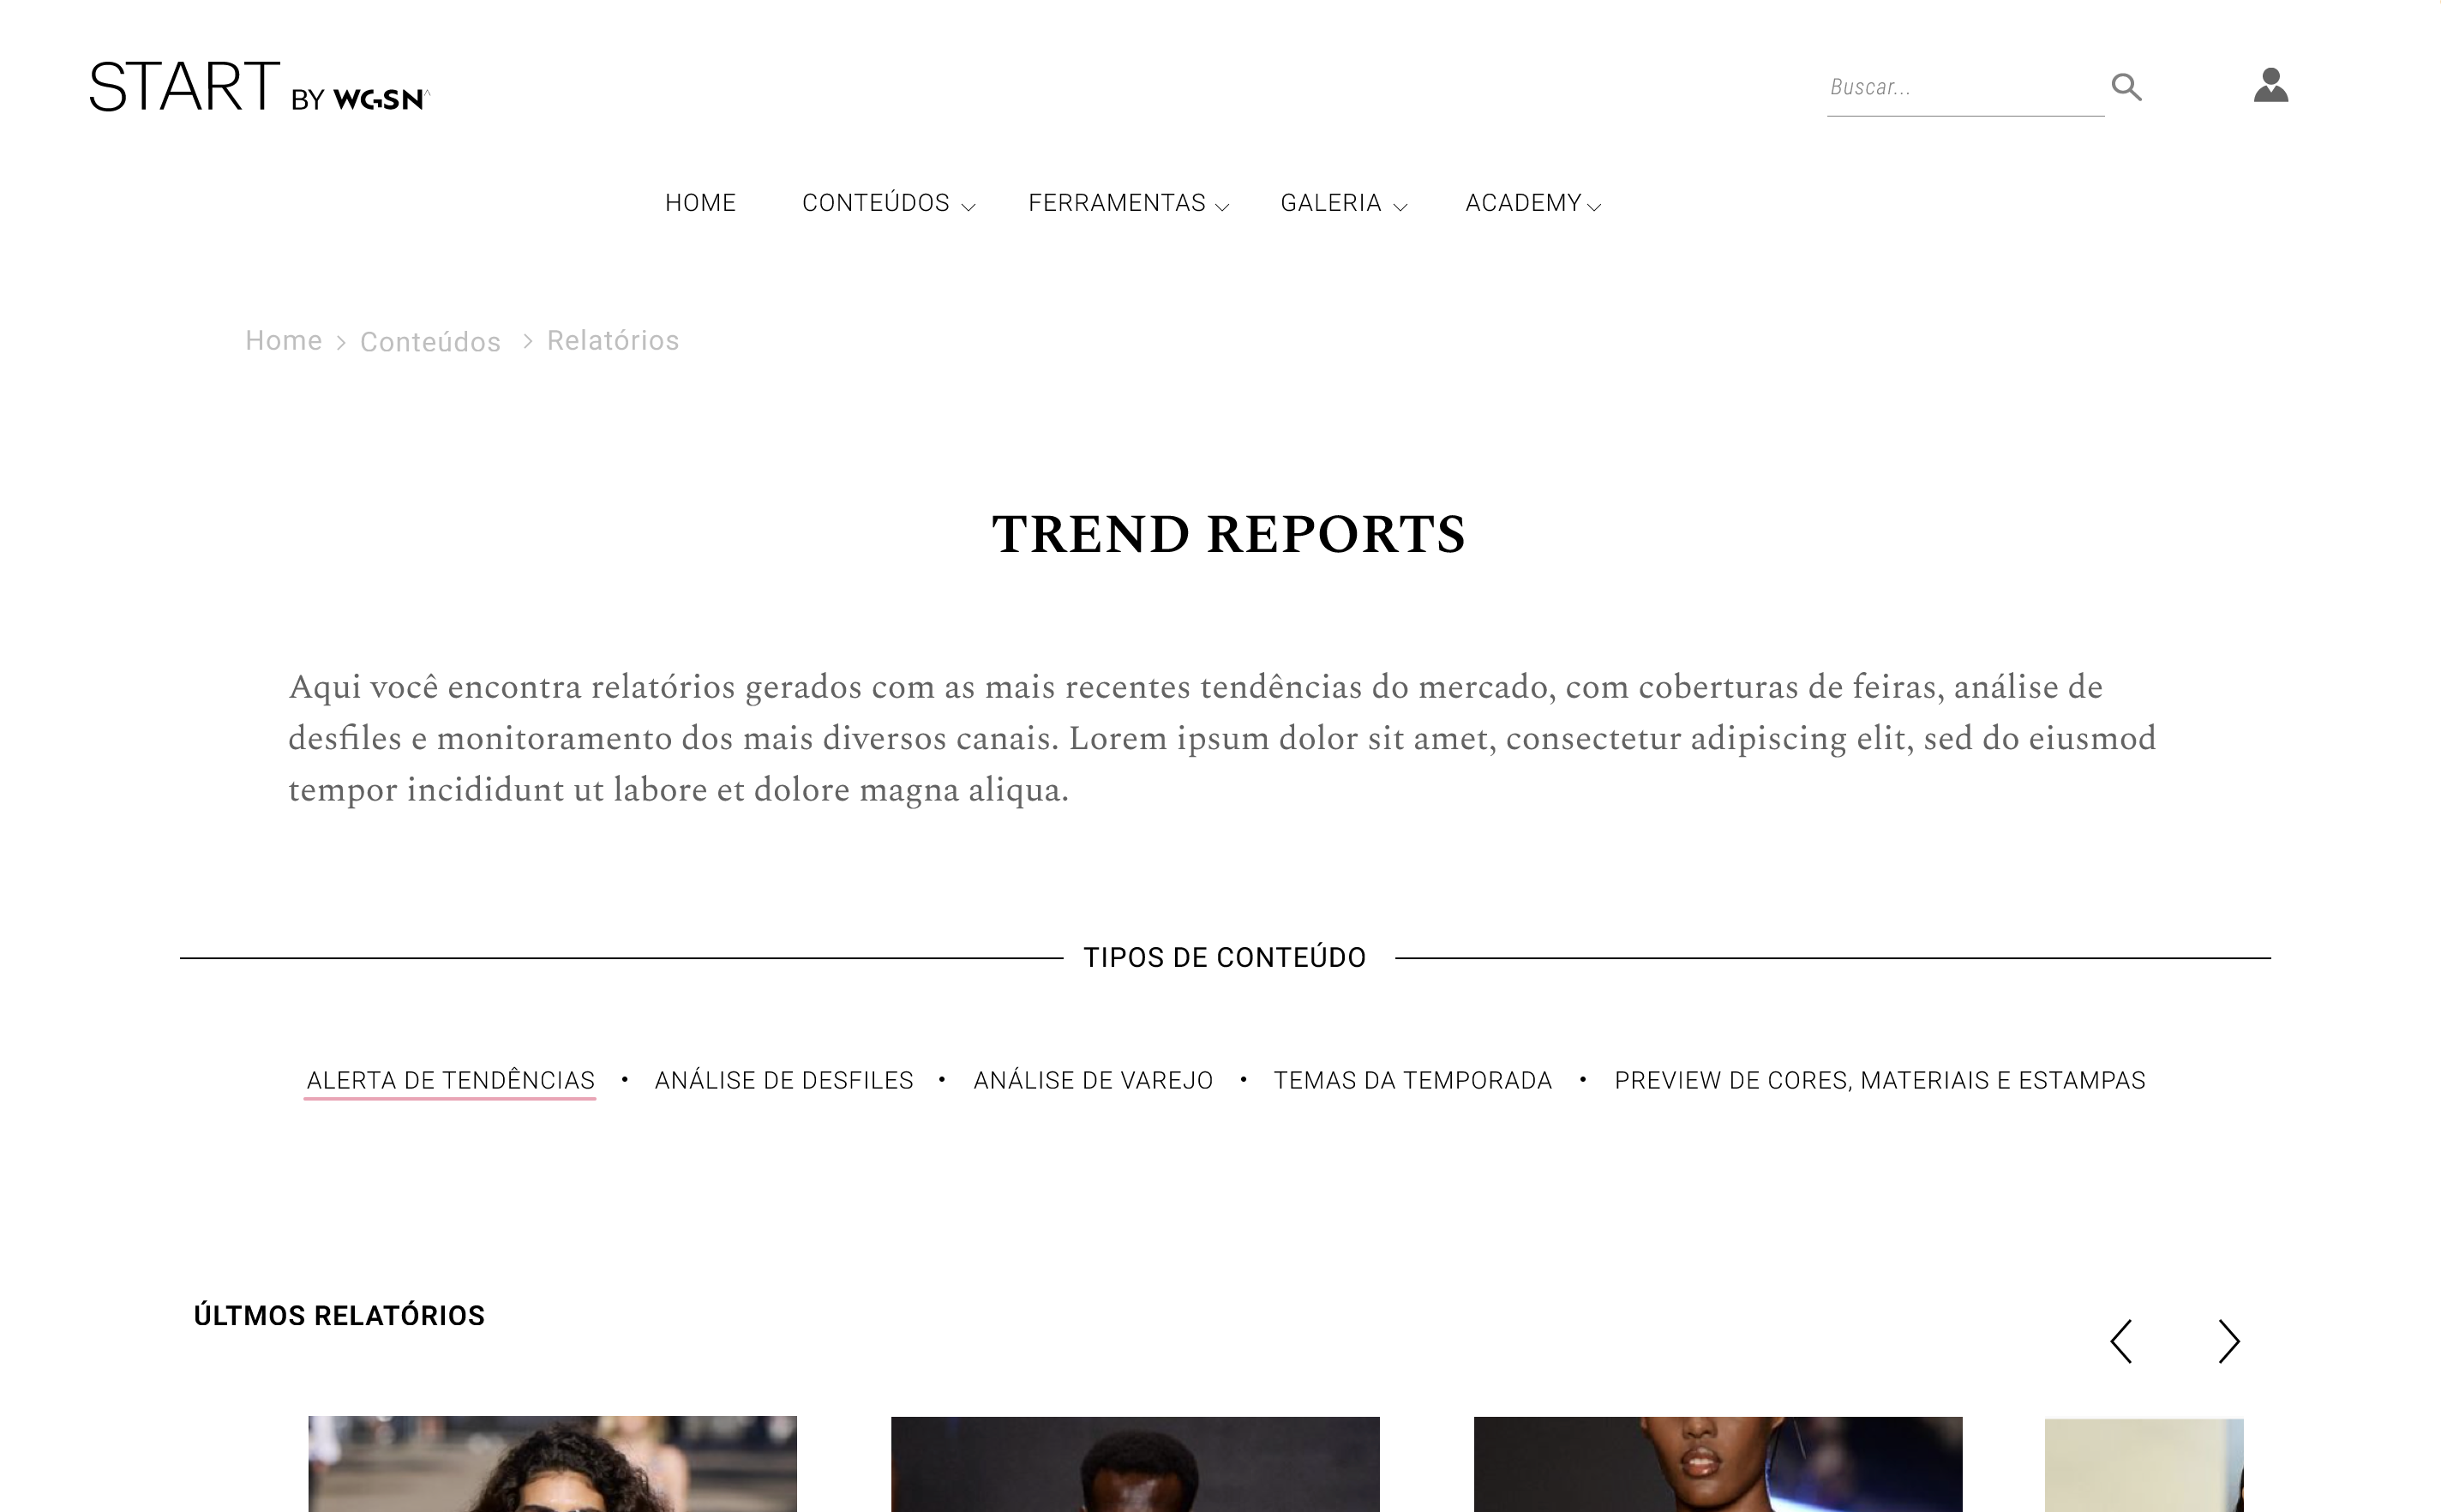 START BY WGSN
Buscar...
HOME CONTEÚDOS FERRAMENTAS GALERIA ACADEMY
Home > Conteúdos > Relatórios
TREND REPORTS
Aqui você encontra relatórios gerados com as mais recentes tendências do mercado, com coberturas de feiras, análise de
desfiles e monitoramento dos mais diversos canais. Lorem ipsum dolor sit amet, consectetur adipiscing elit, sed do eiusmod
tempor incididunt ut labore et dolore magna aliqua.
TIPOS DE CONTEÚDO
ALERTA DE TENDÊNCIAS • ANÁLISE DE DESFILES • ANÁLISE DE VAREJO • TEMAS DA TEMPORADA • PREVIEW DE CORES, MATERIAIS E ESTAMPAS
ÚLTMOS RELATÓRIOS